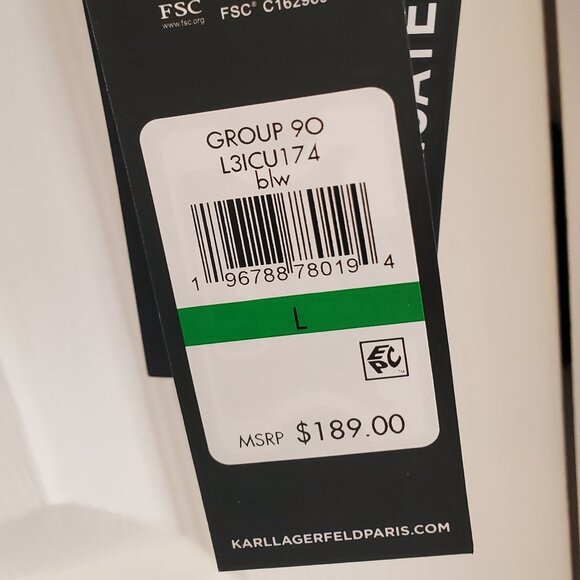 FSC
www.fsc.org
FSC® C162985
GROUP 90
L3ICU174
blw
1 96788 78019 4
L
EPC
MSRP $189.00
KARLLAGERFELDPARIS.COM